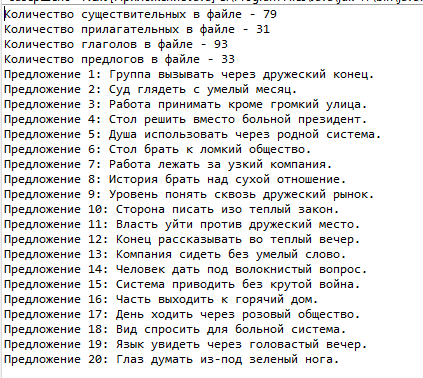 Количество существительных в файле - 79
Количество прилагательных в файле - 31
Количество глаголов в файле - 93
Количество предлогов в файле - 33
Предложение 1: Группа вызывать через дружеский конец.
Предложение 2: Суд глядеть с умелый месяц.
Предложение 3: Работа принимать кроме громкий улица.
Предложение 4: Стол решить вместо больной президент.
Предложение 5: Душа использовать через родной система.
Предложение 6: Стол брать к ломкий общество.
Предложение 7: Работа лежать за узкий компания.
Предложение 8: История брать над сухой отношение.
Предложение 9: Уровень понять сквозь дружеский рынок.
Предложение 10: Сторона писать изо теплый закон.
Предложение 11: Власть уйти против дружеский место.
Предложение 12: Конец рассказывать во теплый вечер.
Предложение 13: Компания сидеть без умелый слово.
Предложение 14: Человек дать под волокнистый вопрос.
Предложение 15: Система приводить без крутой война.
Предложение 16: Часть выходить к горячий дом.
Предложение 17: День ходить через розовый общество.
Предложение 18: Вид спросить для больной система.
Предложение 19: Язык увидеть через головастый вечер.
Предложение 20: Глаз думать из-под зеленый нога.